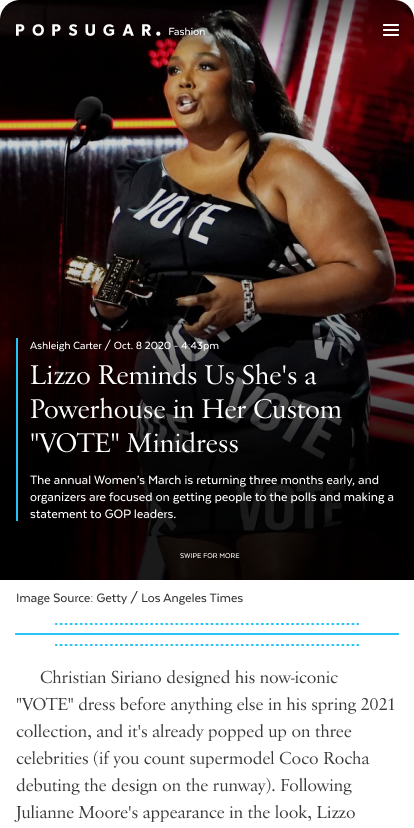 POPSUGAR. Fashion
VOTE
VOTE
VOTE
VOTE
Ashleigh Carter / Oct. 8 2020 - 4:43pm
Lizzo Reminds Us She's a
Powerhouse in Her Custom
"VOTE" Minidress
The annual Women's March is returning three months early, and
organizers are focused on getting people to the polls and making a
statement to GOP leaders.
SWIPE FOR MORE
Image Source: Getty / Los Angeles Times
Christian Siriano designed his now-iconic
"VOTE" dress before anything else in his spring 2021
collection, and it's already popped up on three
celebrities (if you count supermodel Coco Rocha
debuting the design on the runway). Following
Julianne Moore's appearance in the look, Lizzo